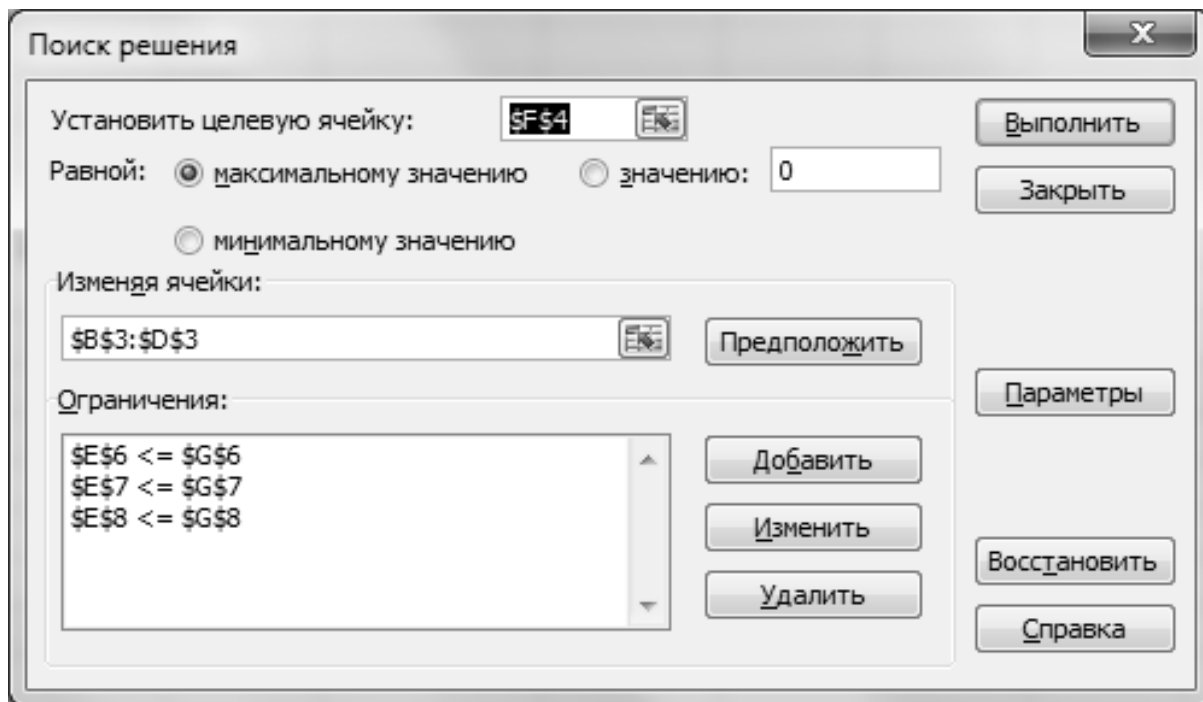 Поиск решения
x
Установить целевую ячейку: $F$4
Выполнить
Равной: максимальному значению значению: 0
Закрыть
минимальному значению
Изменяя ячейки:
$B$3:$D$3 Предположить
Параметры
Ограничения:
$E$6 <= $G$6
$E$7 <= $G$7
$E$8 <= $G$8
Добавить
Изменить
Удалить
Восстановить
Справка